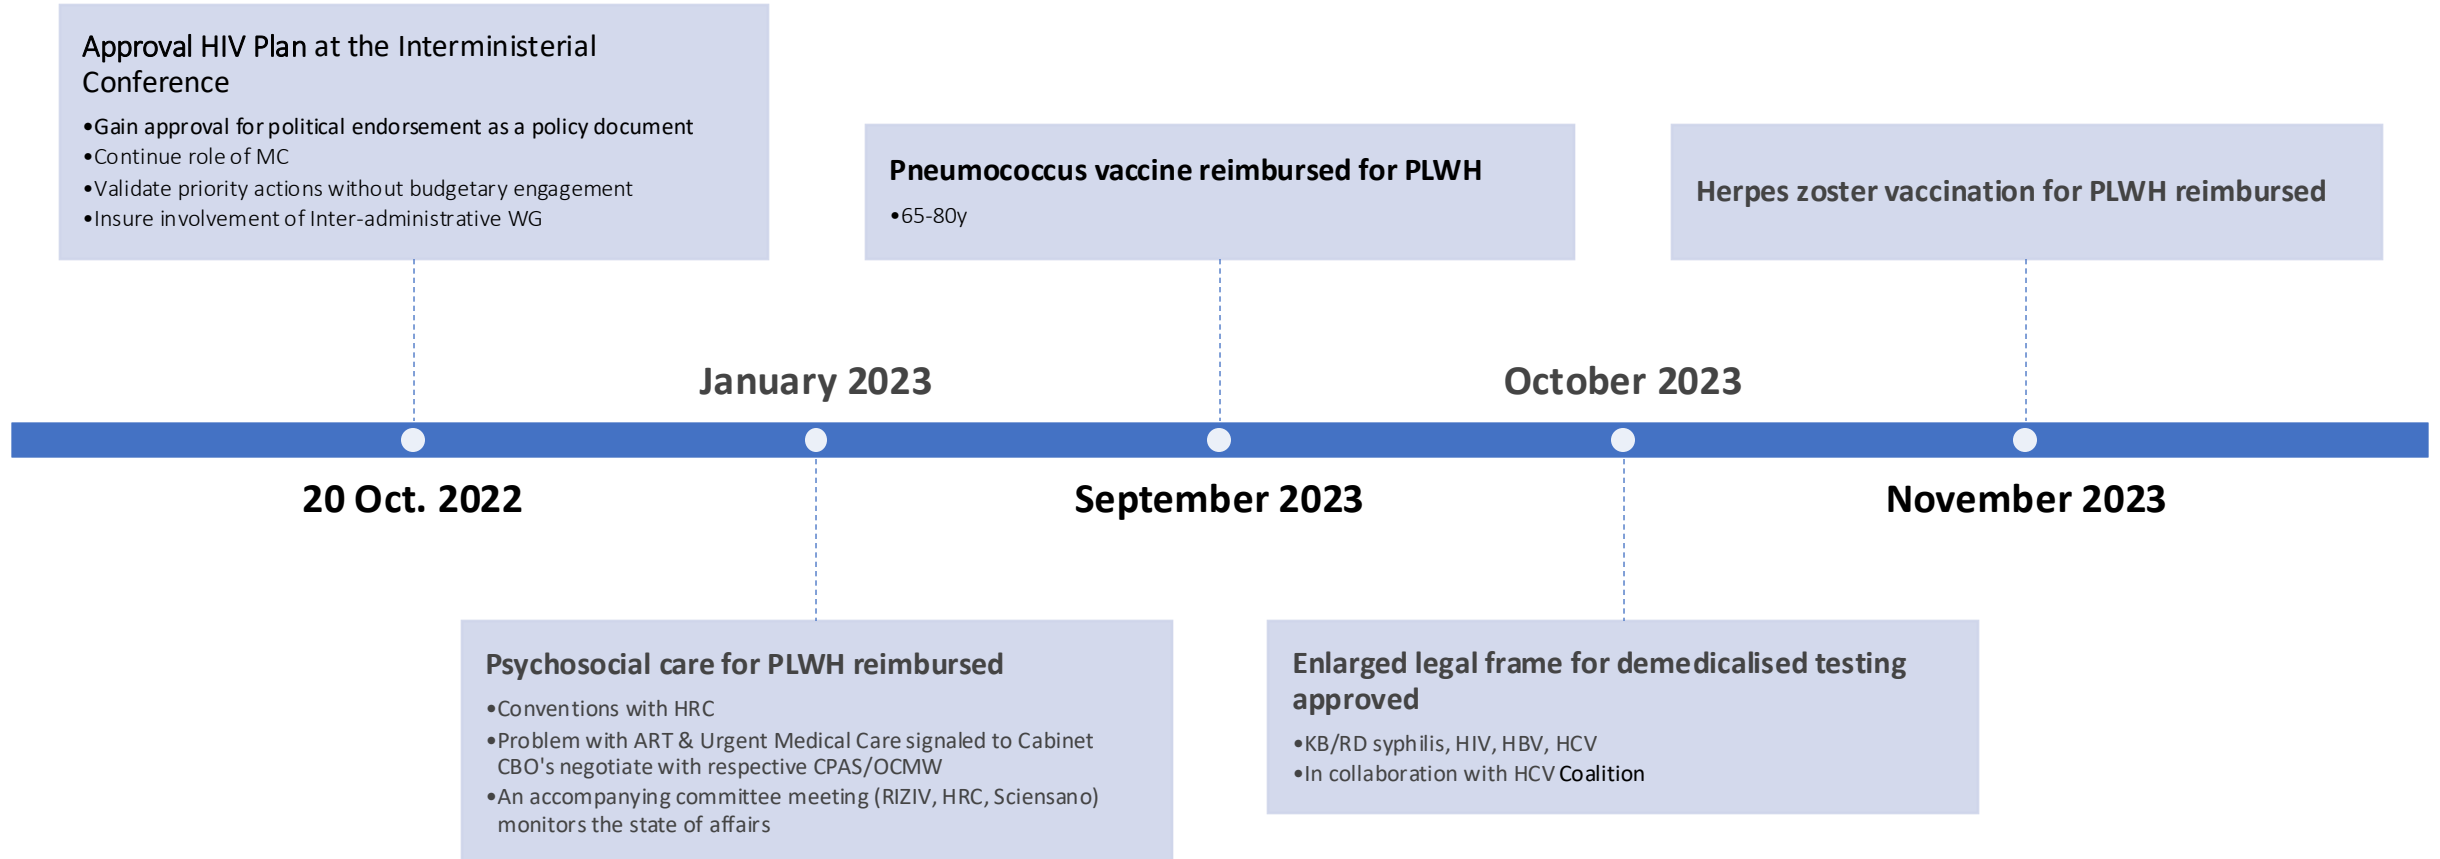 Approval HIV Plan at the Interministerial
Conference
•Gain approval for political endorsement as a policy document
•Continue role of MC
•Validate priority actions without budgetary engagement
•Insure involvement of Inter-administrative WG
Pneumococcus vaccine reimbursed for PLWH
•65-80y
Herpes zoster vaccination for PLWH reimbursed
January 2023
October 2023
20 Oct. 2022
September 2023
November 2023
Psychosocial care for PLWH reimbursed
•Conventions with HRC
•Problem with ART & Urgent Medical Care signaled to Cabinet
CBO's negotiate with respective CPAS/OCMW
•An accompanying committee meeting (RIZIV, HRC, Sciensano)
monitors the state of affairs
Enlarged legal frame for demedicalised testing
approved
•KB/RD syphilis, HIV, HBV, HCV
•In collaboration with HCV Coalition